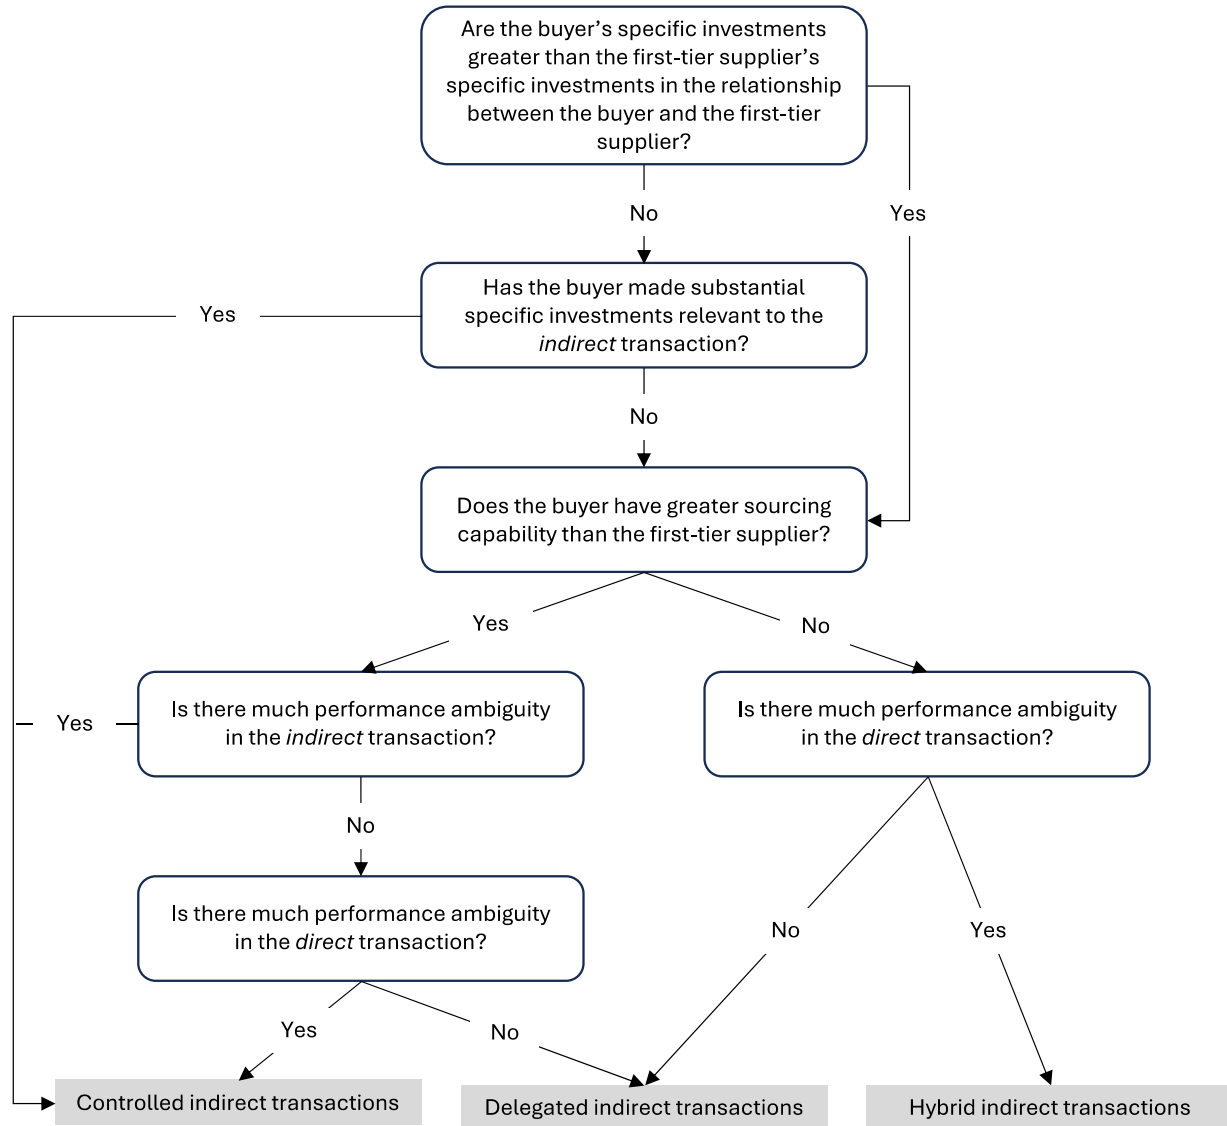 Are the buyer's specific investments
greater than the first-tier supplier's
specific investments in the relationship
between the buyer and the first-tier
supplier?
No
Yes
Has the buyer made substantial
specific investments relevant to the
indirect transaction?
Yes
No
Does the buyer have greater sourcing
capability than the first-tier supplier?
Yes
No
Is there much performance ambiguity
in the indirect transaction?
Is there much performance ambiguity
in the direct transaction?
Yes
No
Is there much performance ambiguity
in the direct transaction?
No
Yes
Yes
No
Controlled indirect transactions
Delegated indirect transactions
Hybrid indirect transactions